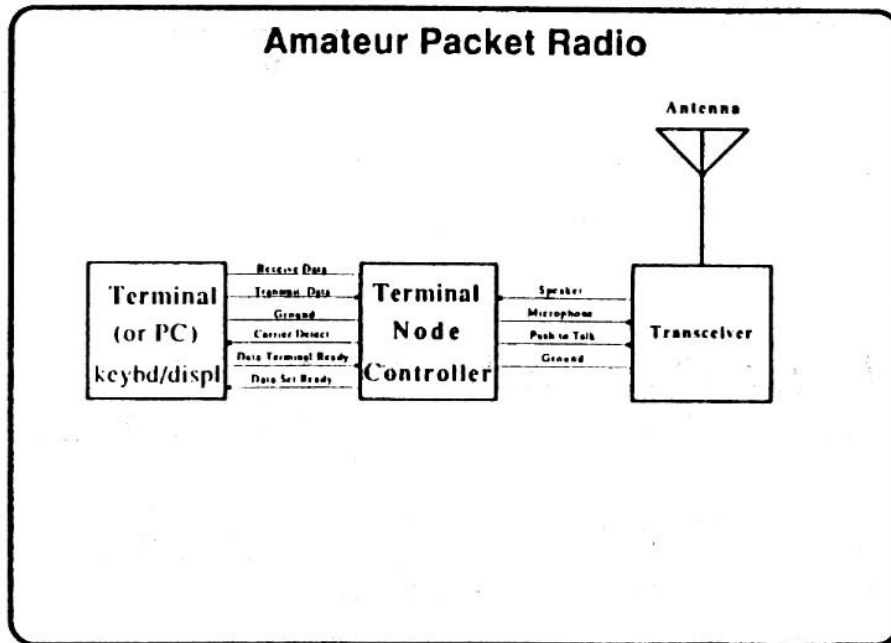 Amateur Packet Radio
Antenna
Terminal
(or PC)
keybd/displ
Receive Data
Transmit Data
Ground
Carrier Detect
Data Terminal Ready
Data Set Ready
Terminal
Node
Controller
Speaker
Microphone
Push to Talk
Ground
Transceiver